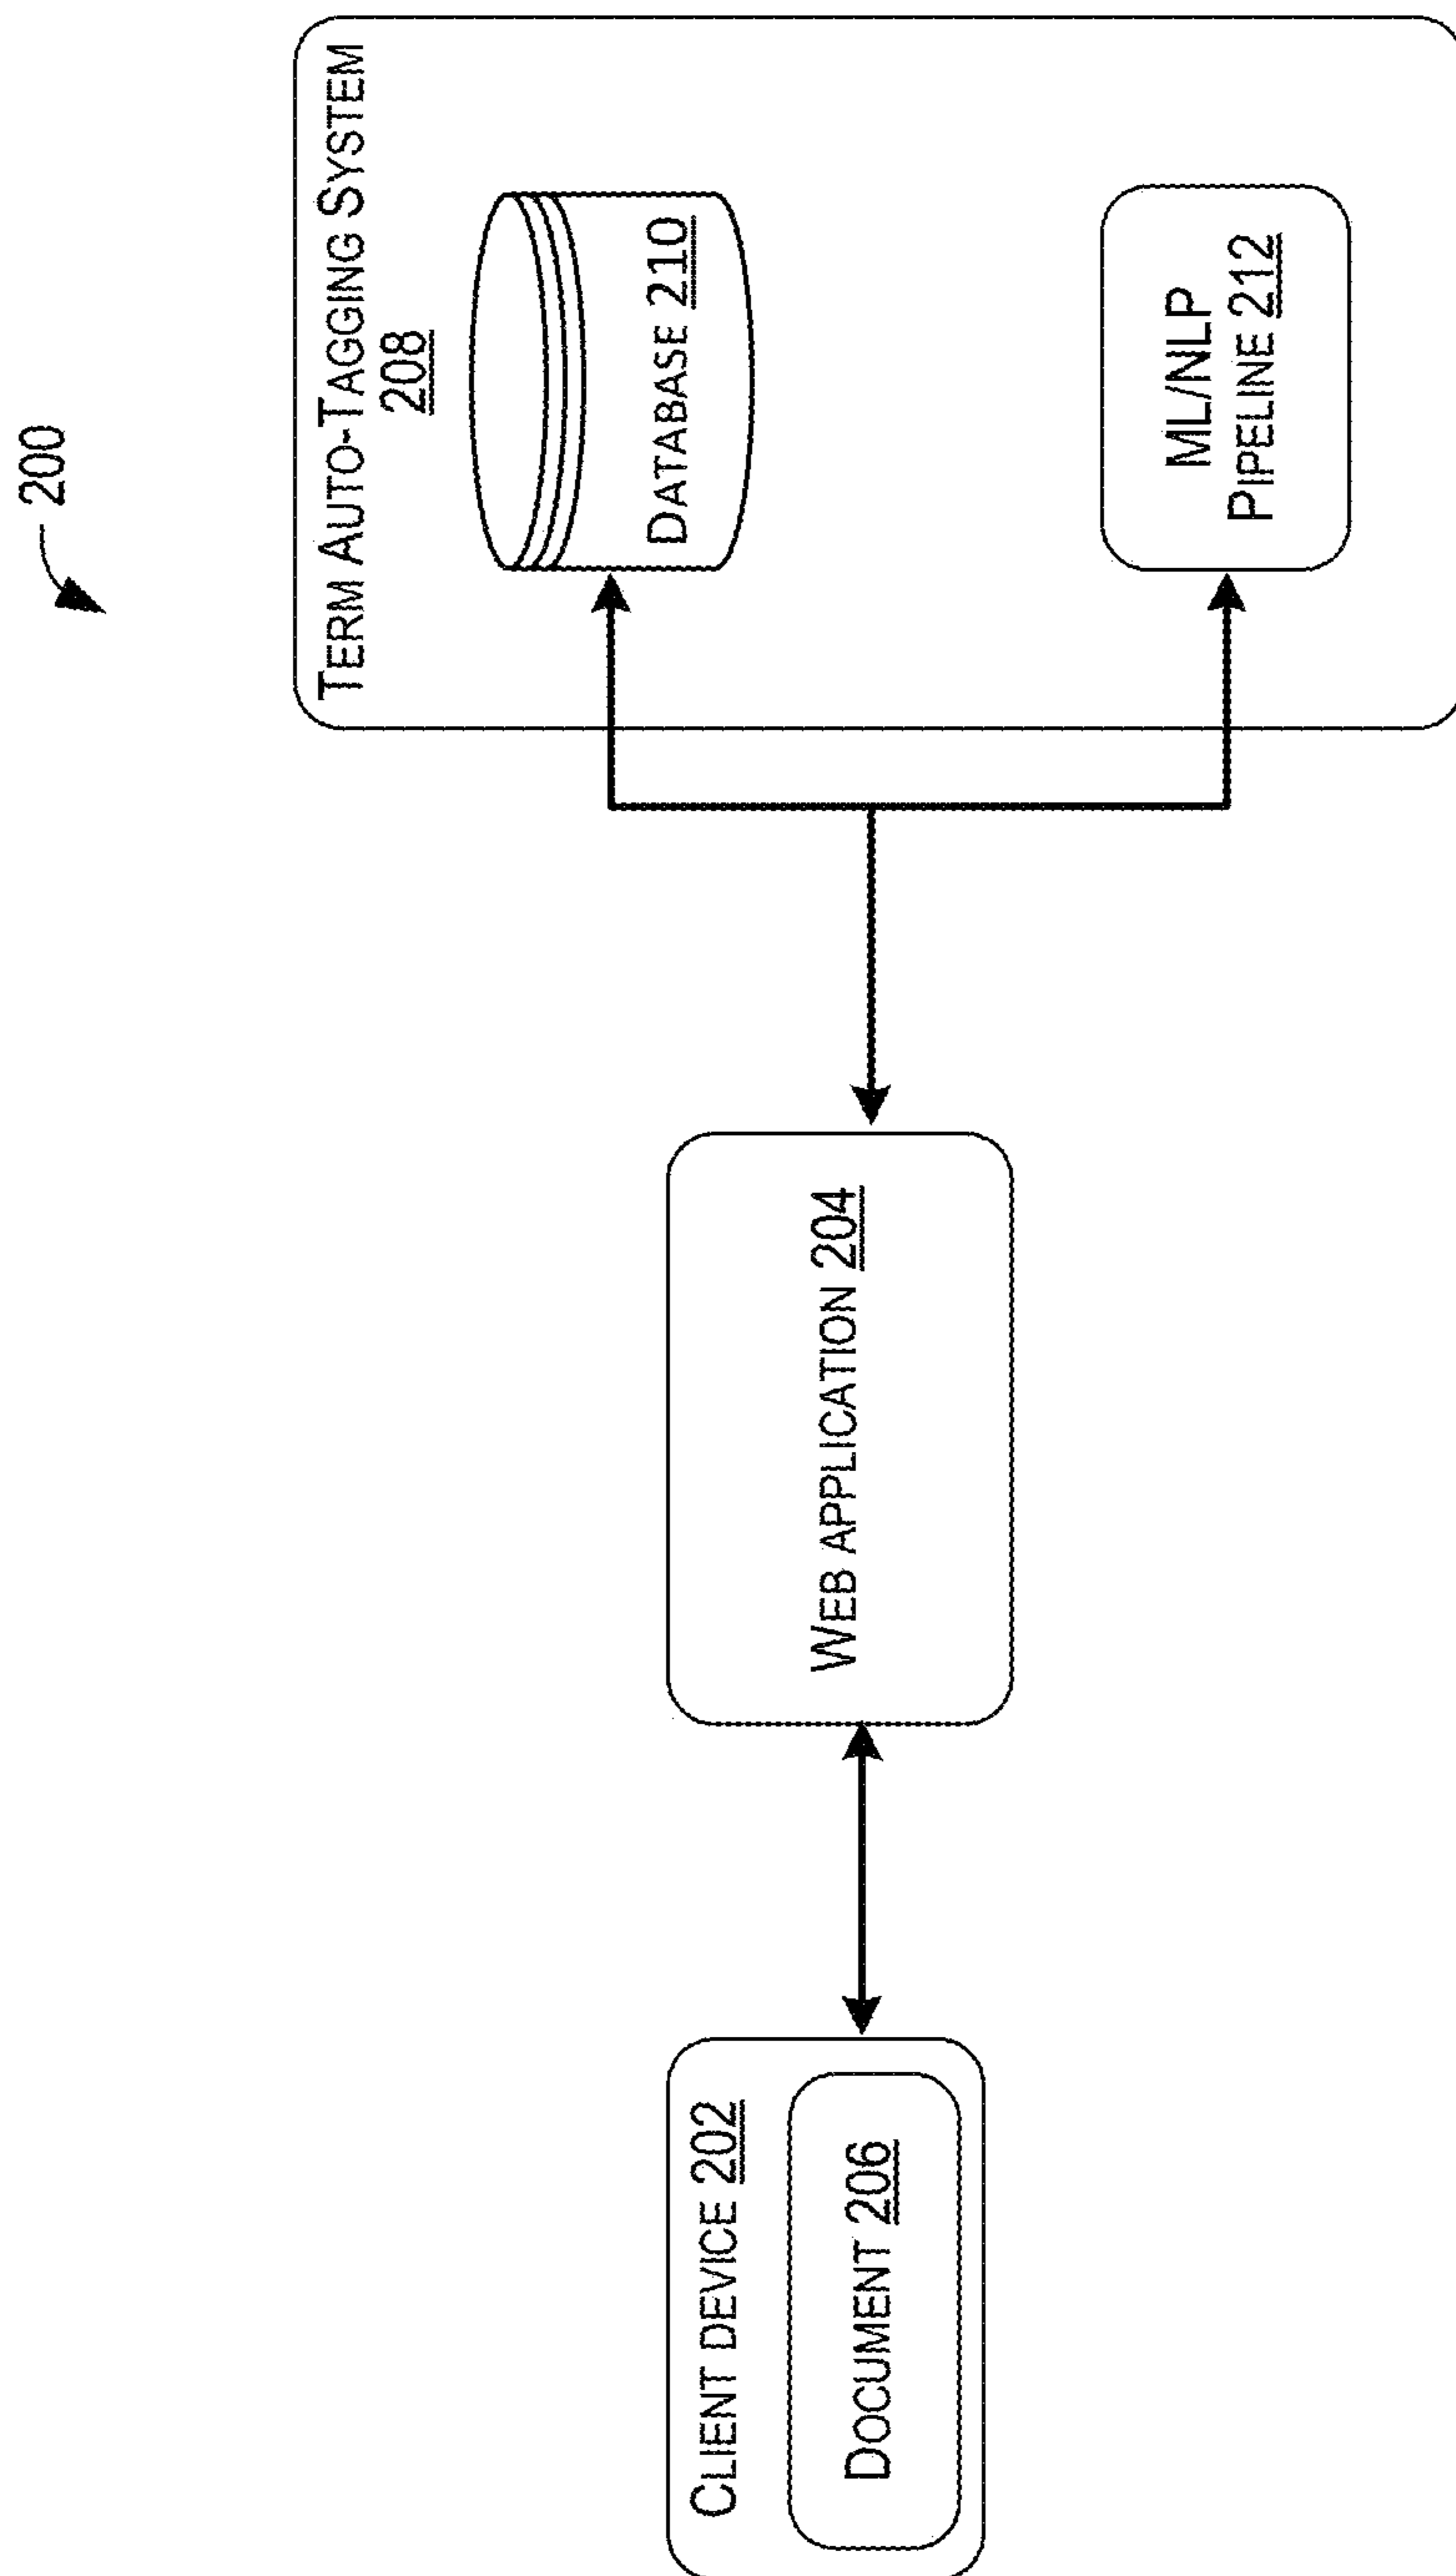 200
TERM AUTO-TAGGING SYSTEM
208
DATABASE 210
ML/NLP
PIPELINE 212
WEB APPLICATION 204
CLIENT DEVICE 202
DOCUMENT 206